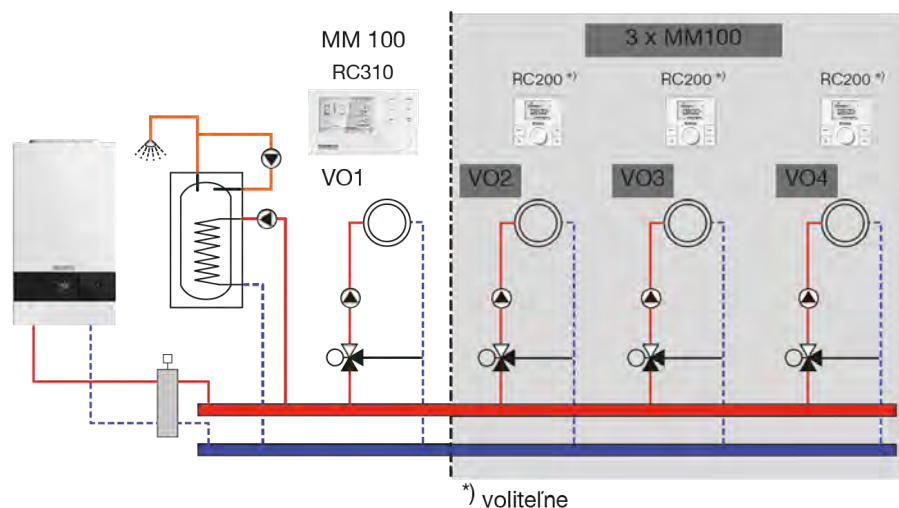 MM 100
RC310
3 x MM100
RC200 *)
RC200 *)
RC200 *)
VO1
VO2
VO3
VO4
*) voliteľne